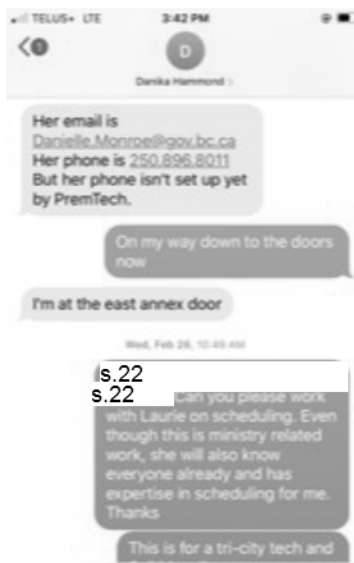 TELUS+ LTE 3:42 PM
1
D
Danika Hammond >
Her email is
Danielle.Monroe@gov.bc.ca
Her phone is 250.896.8011
But her phone isn't set up yet
by PremTech.
On my way down to the doors
now
I'm at the east annex door
Wed, Feb 26, 10:49 AM
s.22
s.22 Can you please work
with Laurie on scheduling. Even
though this is ministry related
work, she will also know
everyone already and has
expertise in scheduling for me.
Thanks
This is for a tri-city tech and